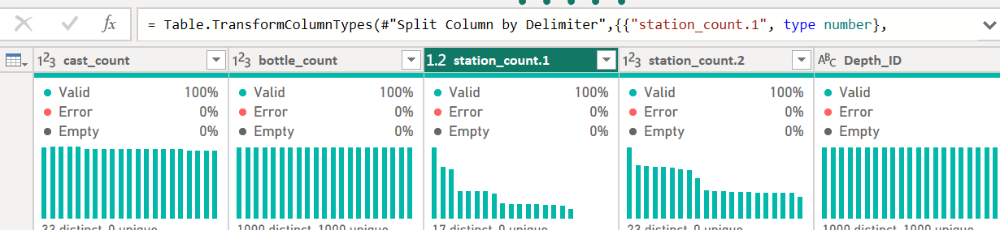 fx = Table.TransformColumnTypes(#"Split Column by Delimiter",{{"station_count.1", type number},
1²3 cast_count 1²3 bottle_count 1.2 station_count.1 1²3 station_count.2 ABC Depth_ID
Valid 100% Valid 100% Valid 100% Valid 100% Valid
Error 0% Error 0% Error 0% Error 0% Error
Empty 0% Empty 0% Empty 0% Empty 0% Empty
33 distinct, 0 unique 1000 distinct, 1000 unique 17 distinct, 0 unique 23 distinct, 0 unique 1000 distinct, 1000 unique